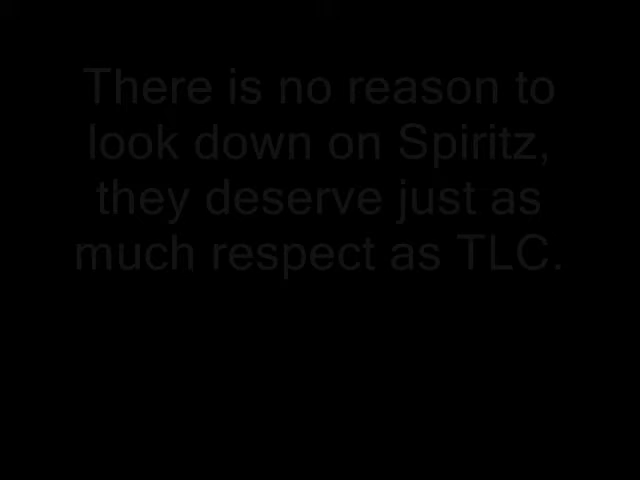 There is no reason to
look down on Spiritz,
they deserve just as
much respect as TLC.